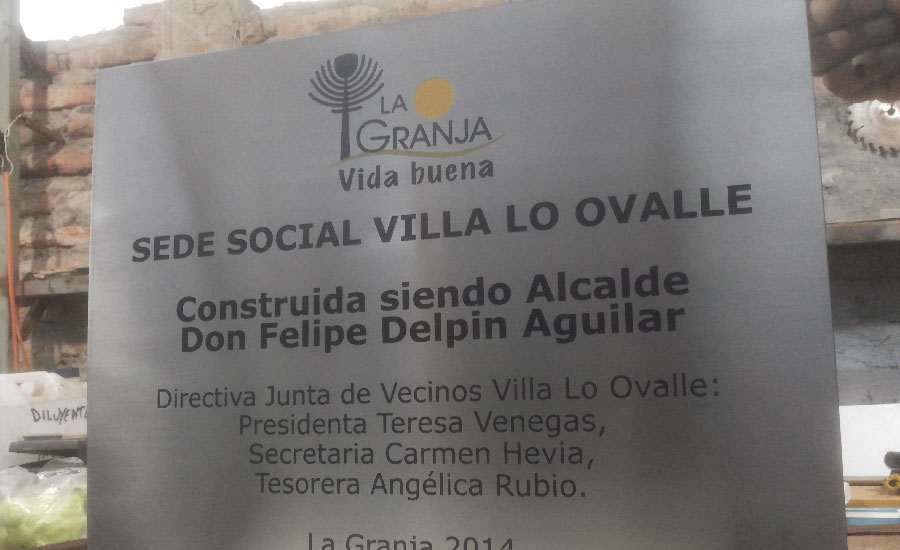 LA
GRANJA
Vida buena
SEDE SOCIAL VILLA LO OVALLE
Construida siendo Alcalde
Don Felipe Delpin Aguilar
Directiva Junta de Vecinos Villa Lo Ovalle:
Presidenta Teresa Venegas,
Secretaria Carmen Hevia,
Tesorera Angélica Rubio.
La Granja 2014
DILUYENTE